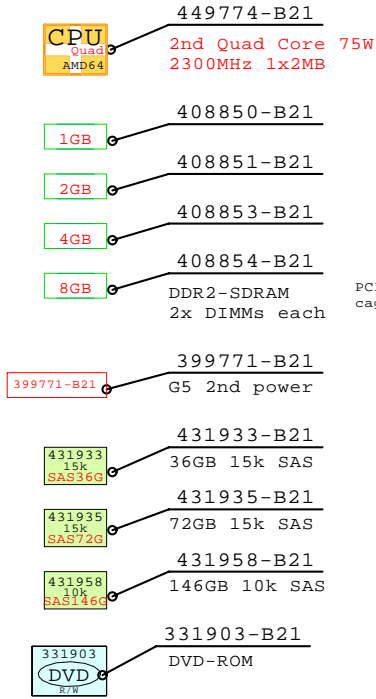 449774-B21
CPU
Quad
AMD64
2nd Quad Core 75W
2300MHz 1x2MB
408850-B21
1GB
408851-B21
2GB
408853-B21
4GB
408854-B21
8GB
DDR2-SDRAM
2x DIMMs each
399771-B21
399771-B21
G5 2nd power
431933-B21
431933
15k
SAS36G
36GB 15k SAS
431935-B21
431935
15k
SAS72G
72GB 15k SAS
431958-B21
431958
10k
SAS146G
146GB 10k SAS
331903-B21
331903
DVD
R/W
DVD-ROM